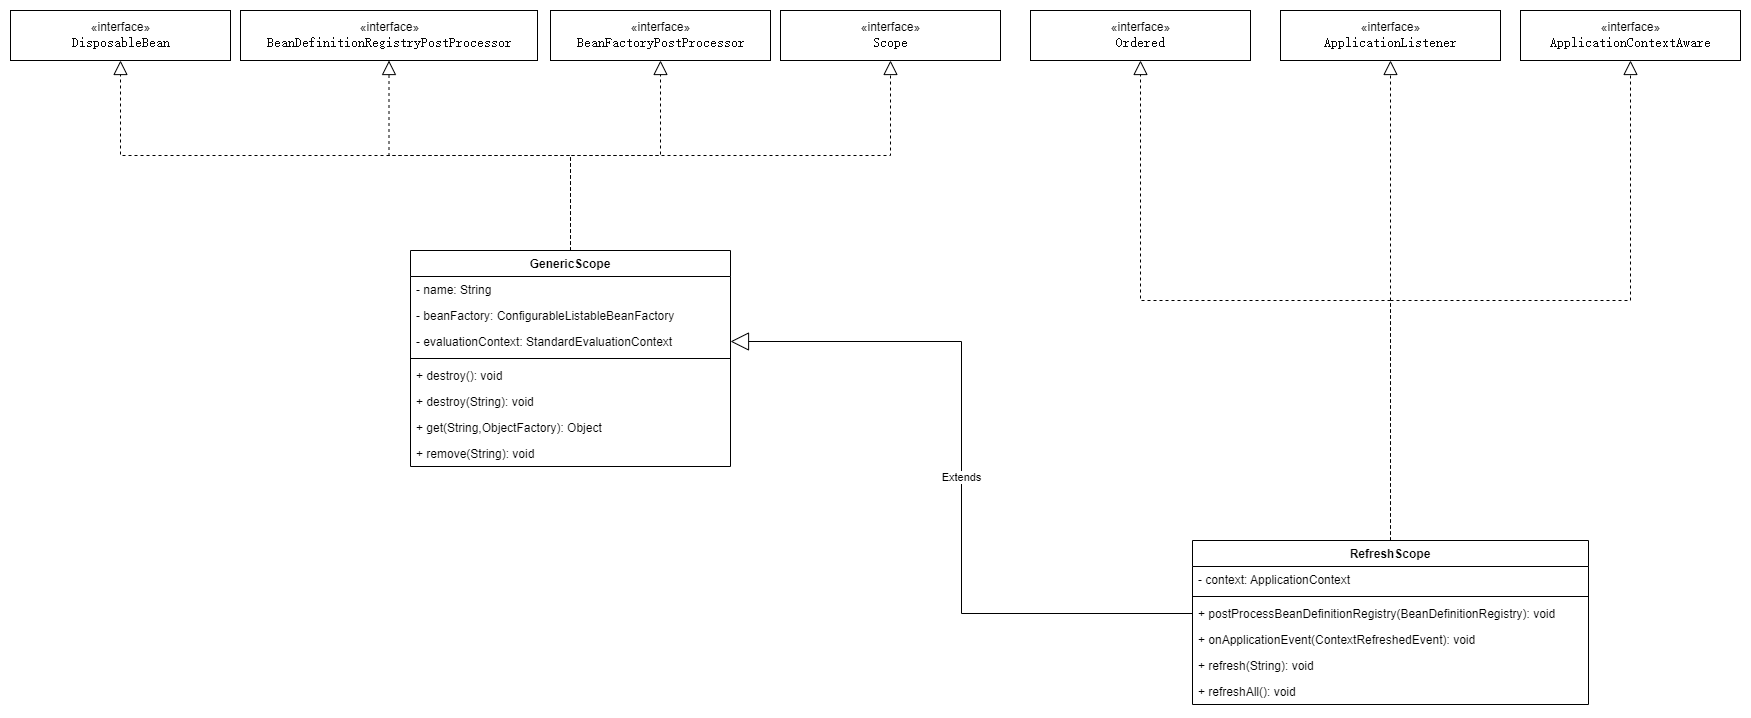 «interface»
DisposableBean
«interface»
BeanDefinitionRegistryPostProcessor
«interface»
BeanFactoryPostProcessor
«interface»
Scope
«interface»
Ordered
«interface»
ApplicationListener
«interface»
ApplicationContextAware
GenericScope
- name: String
- beanFactory: ConfigurableListableBeanFactory
- evaluationContext: StandardEvaluationContext
+ destroy(): void
+ destroy(String): void
+ get(String,ObjectFactory): Object
+ remove(String): void
Extends
RefreshScope
- context: ApplicationContext
+ postProcessBeanDefinitionRegistry(BeanDefinitionRegistry): void
+ onApplicationEvent(ContextRefreshedEvent): void
+ refresh(String): void
+ refreshAll(): void